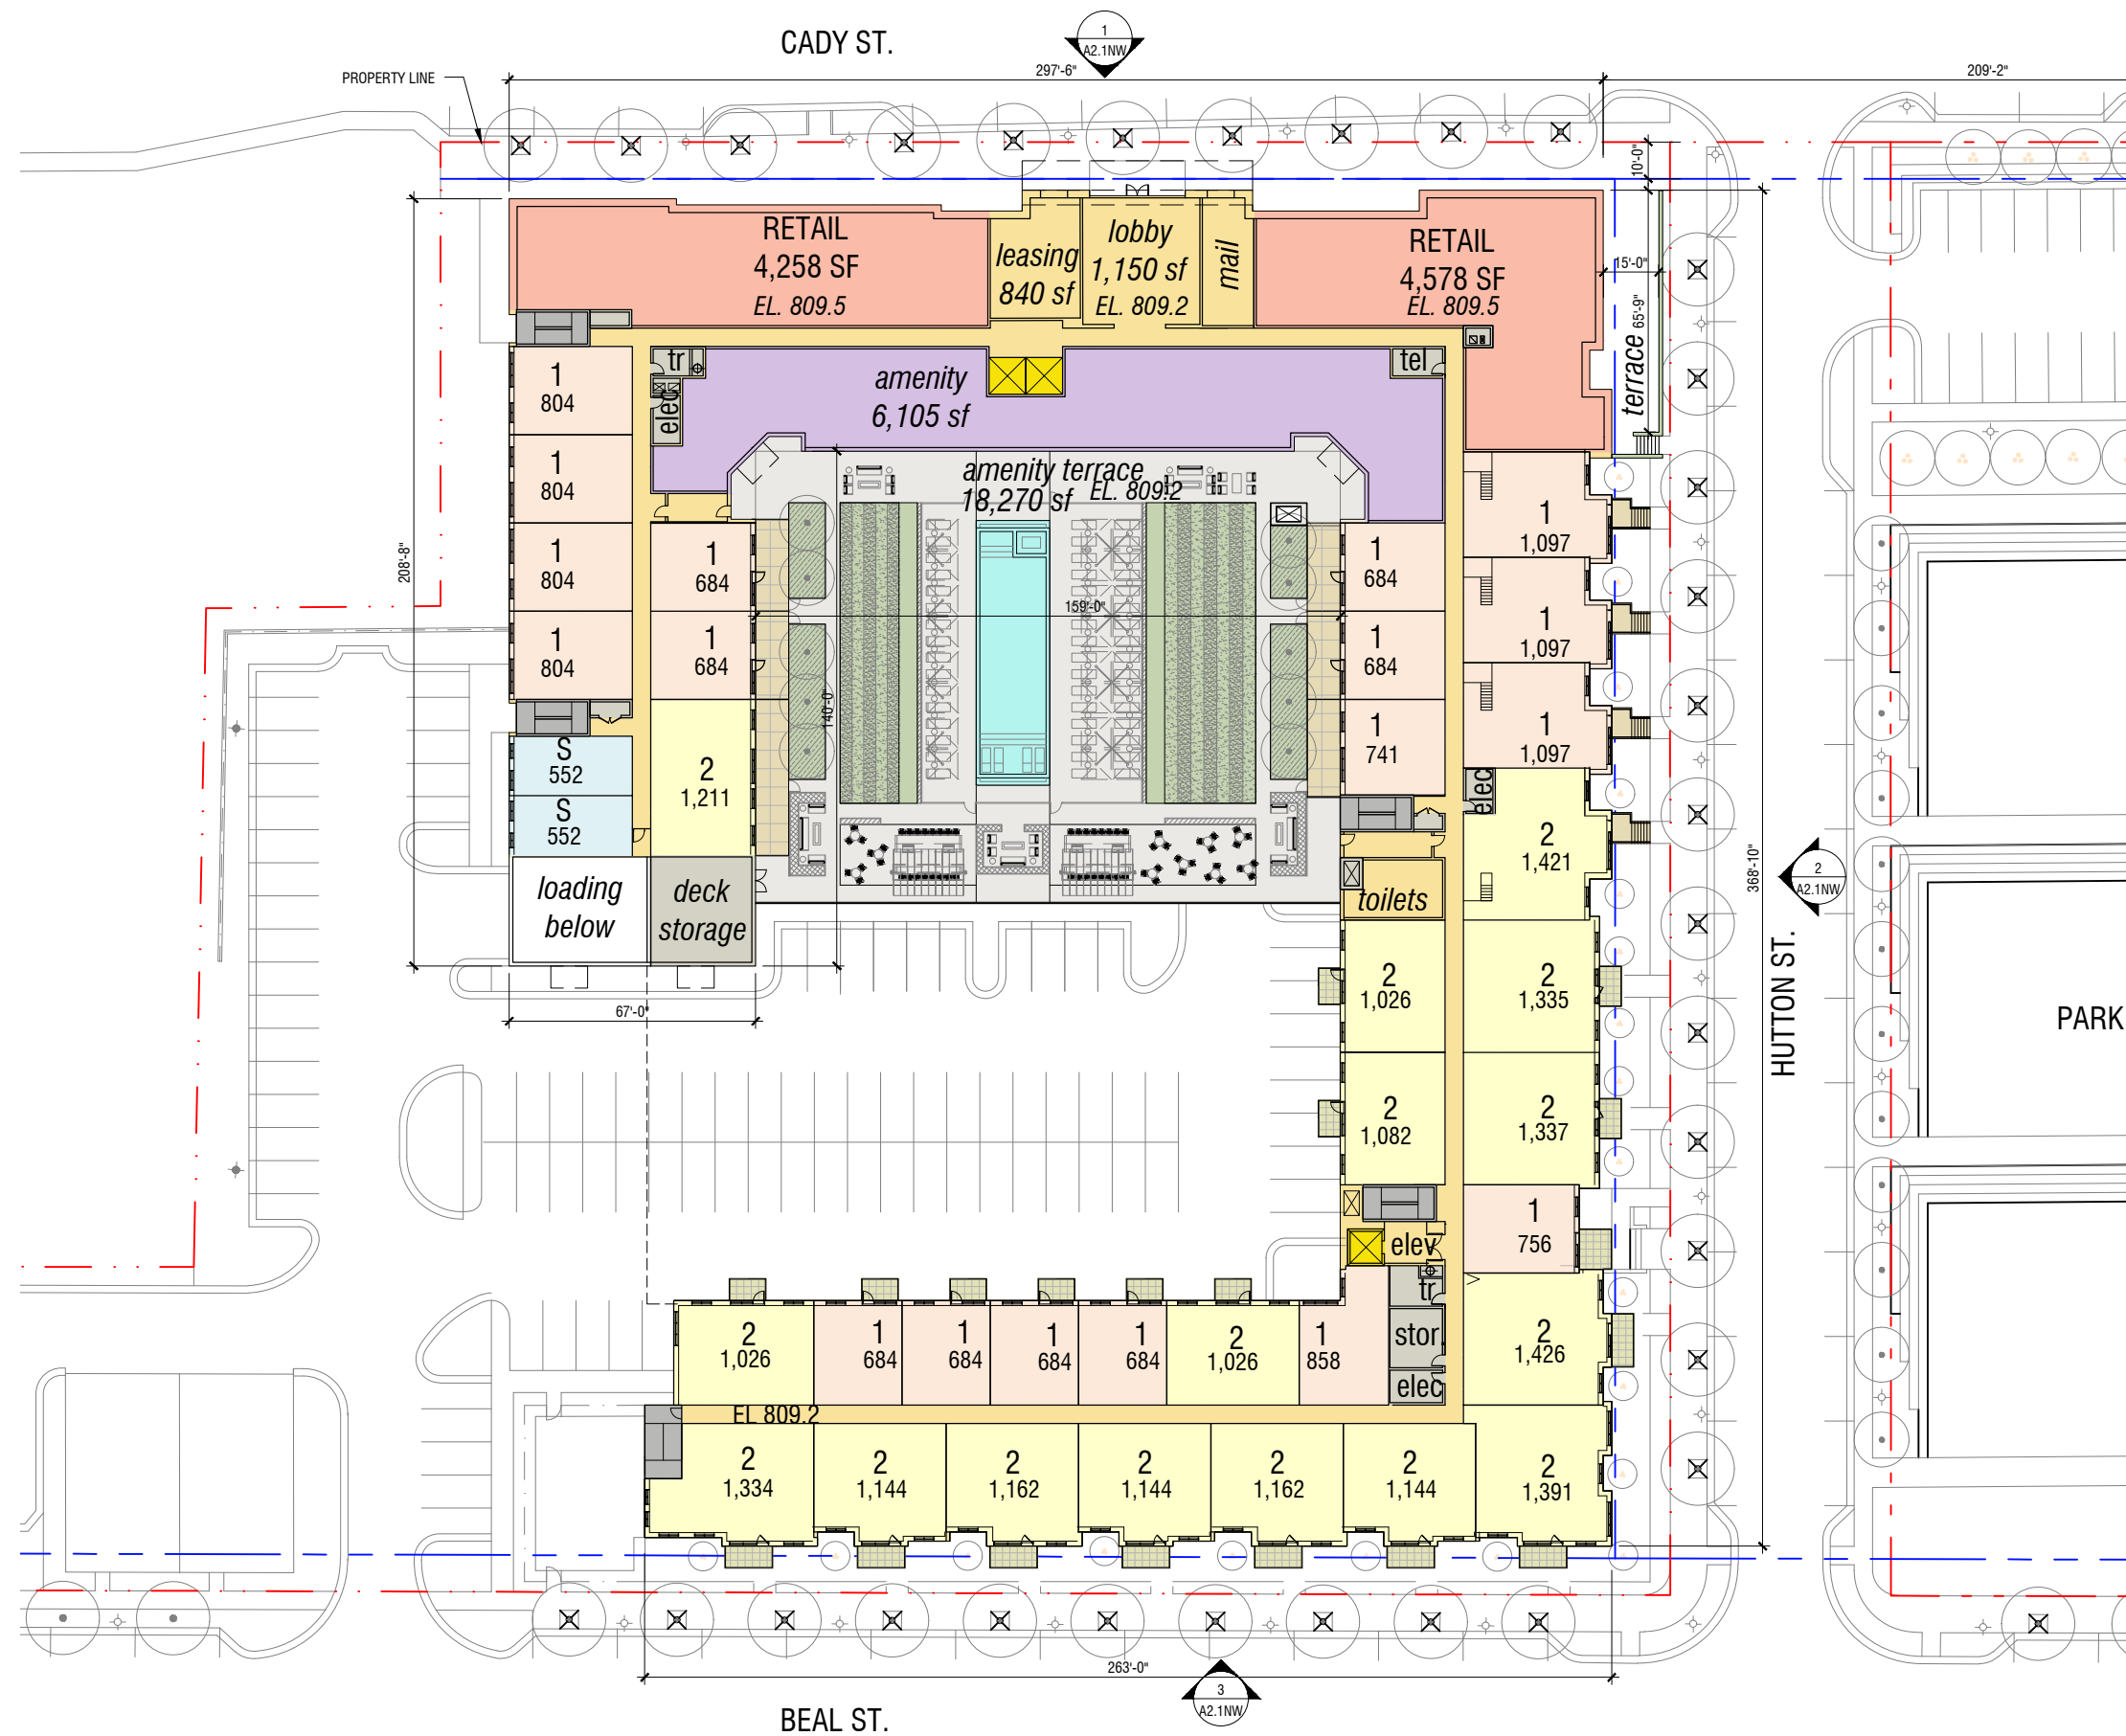 CADY ST.
1
A2.1NW
PROPERTY LINE
297'-6"
209'-2"
10'-0"
RETAIL
4,258 SF
EL. 809.5
leasing
840 sf
lobby
1,150 sf
EL. 809.2
mail
RETAIL
4,578 SF
EL. 809.5
15'-0"
terrace 65'-9"
tr
elec
amenity
6,105 sf
tel
amenity terrace
18,270 sf EL. 809.2
208'-8"
1
804
1
804
1
804
1
804
1
684
1
684
159'-0"
140'-0"
1
684
1
684
1
741
1
1,097
1
1,097
1
1,097
S
552
S
552
2
1,211
elec
2
1,421
loading
below
deck
storage
toilets
368'-10"
2
A2.1NW
HUTTON ST.
PARK
67'-0"
2
1,026
2
1,335
2
1,082
2
1,337
1
756
elev
tr
stor
elec
2
1,026
1
684
1
684
1
684
1
684
2
1,026
1
858
2
1,426
EL 809.2
2
1,334
2
1,144
2
1,162
2
1,144
2
1,162
2
1,144
2
1,391
263'-0"
3
A2.1NW
BEAL ST.